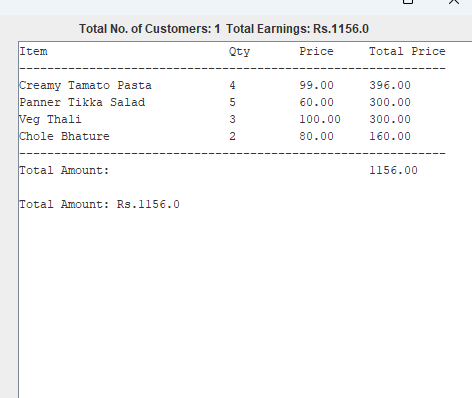 Total No. of Customers: 1 Total Earnings: Rs.1156.0
Item Qty Price Total Price
-------------------------------------------------------------
Creamy Tamato Pasta 4 99.00 396.00
Panner Tikka Salad 5 60.00 300.00
Veg Thali 3 100.00 300.00
Chole Bhature 2 80.00 160.00
-------------------------------------------------------------
Total Amount: 1156.00
Total Amount: Rs.1156.0